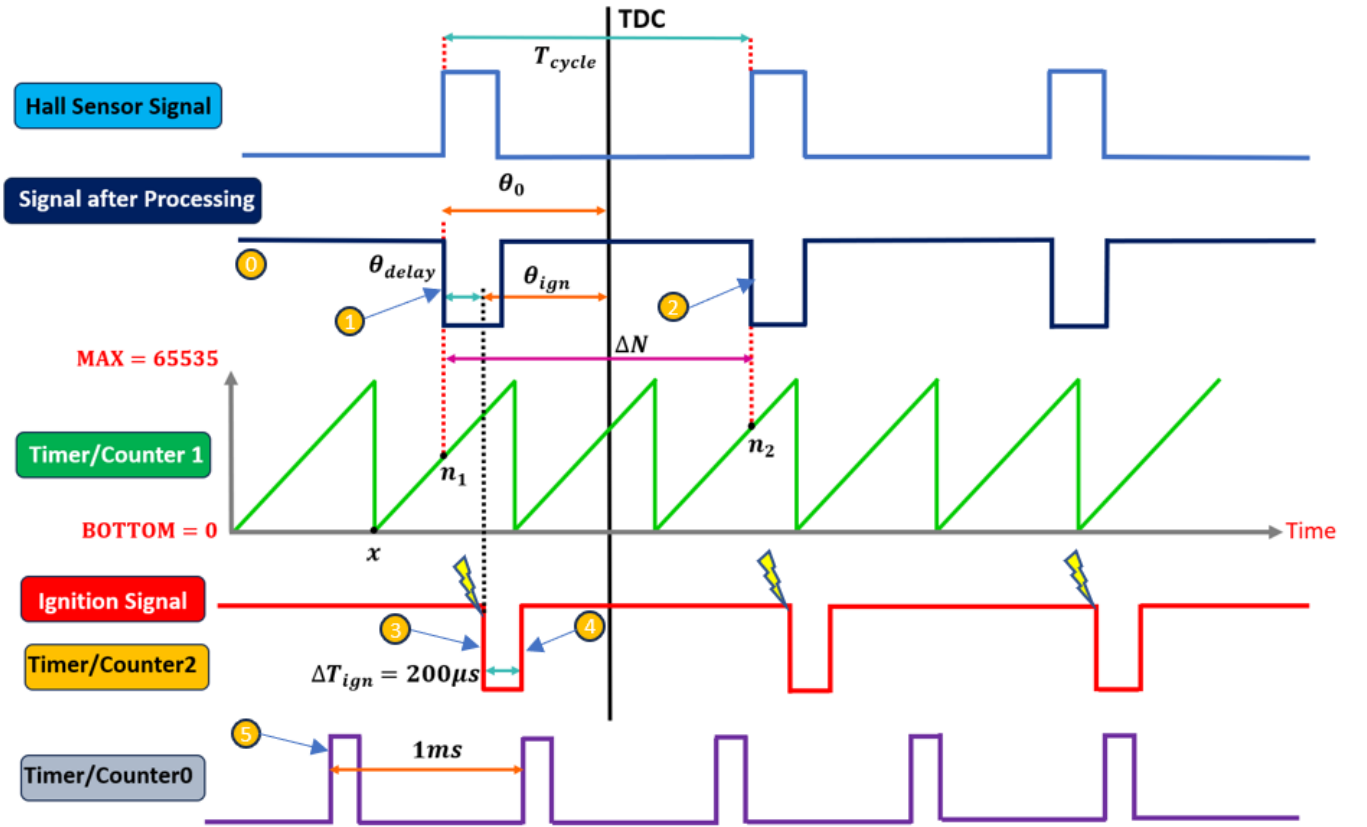 TDC
T_cycle
Hall Sensor Signal
θ_0
Signal after Processing
0
θ_delay
θ_ign
1
2
ΔN
MAX = 65535
Timer/Counter 1
n_1
n_2
BOTTOM = 0
Time
x
Ignition Signal
3
4
Timer/Counter2
ΔT_ign = 200μs
5
1ms
Timer/Counter0